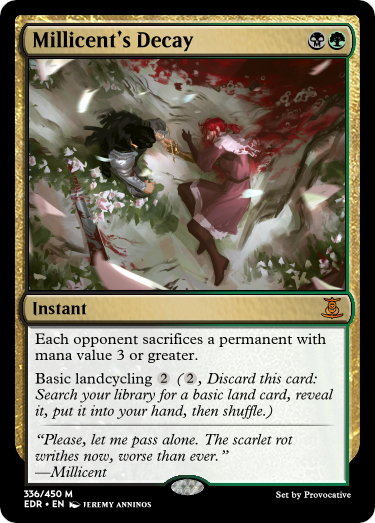 Millicent's Decay
Instant
Each opponent sacrifices a permanent with
mana value 3 or greater.
Basic landcycling 2 (2, Discard this card:
Search your library for a basic land card, reveal
it, put it into your hand, then shuffle.)
“Please, let me pass alone. The scarlet rot
writhes now, worse than ever.”
—Millicent
336/450 M
EDR • EN JEREMY ANNINOS
Set by Provocative